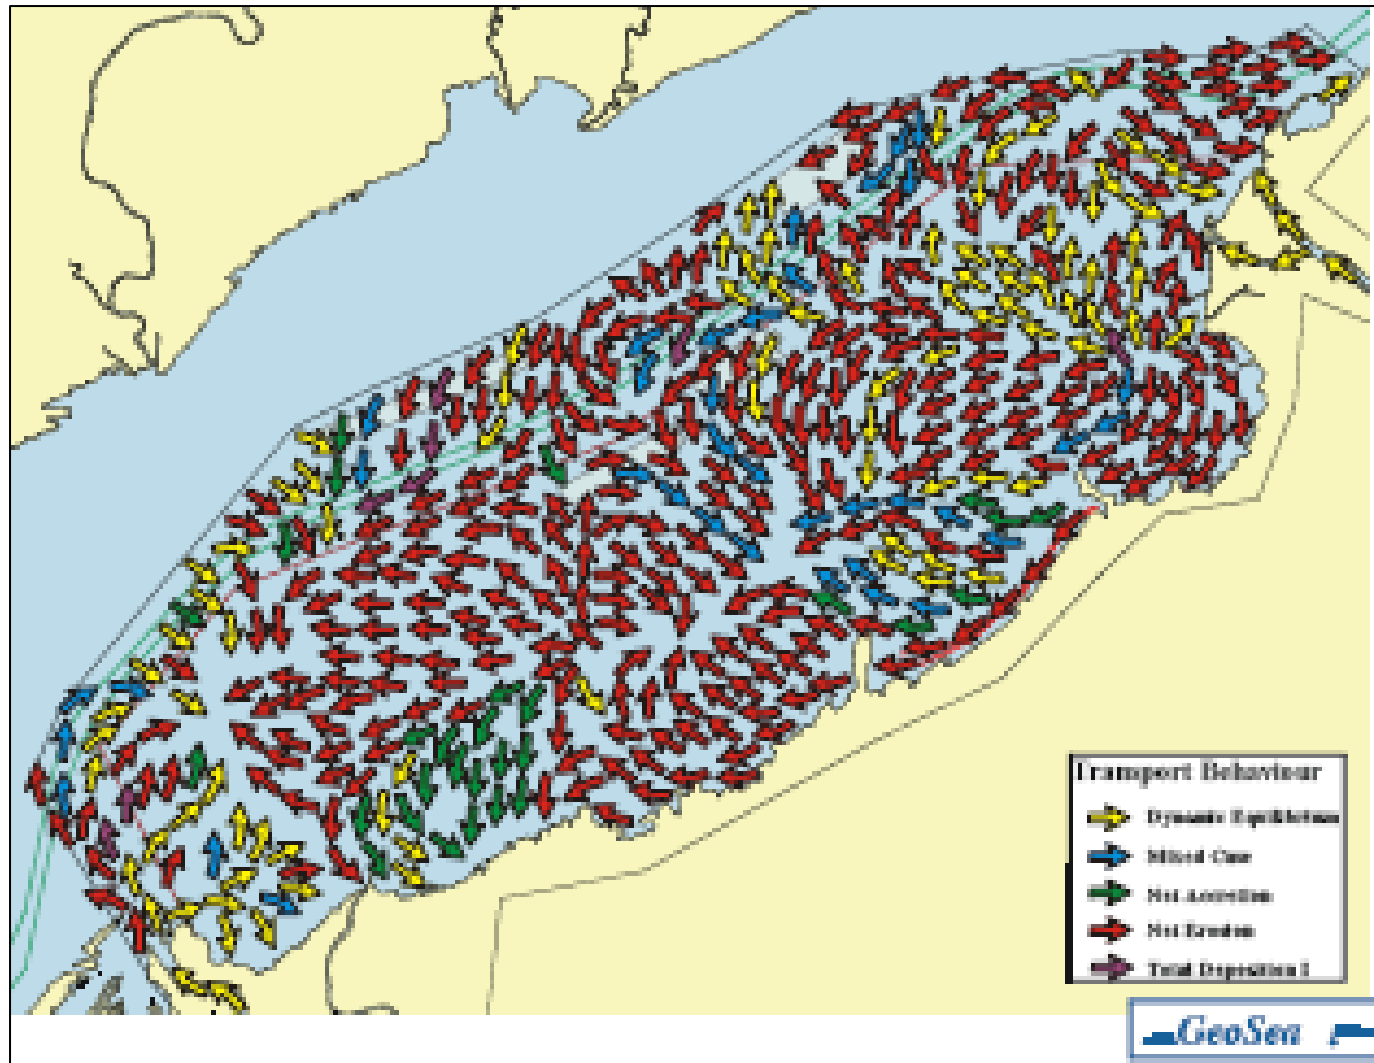 Transport Behaviour
Dynamic Equilibrium
Mixed Case
Net Accretion
Net Erosion
Total Deposition I
GeoSea